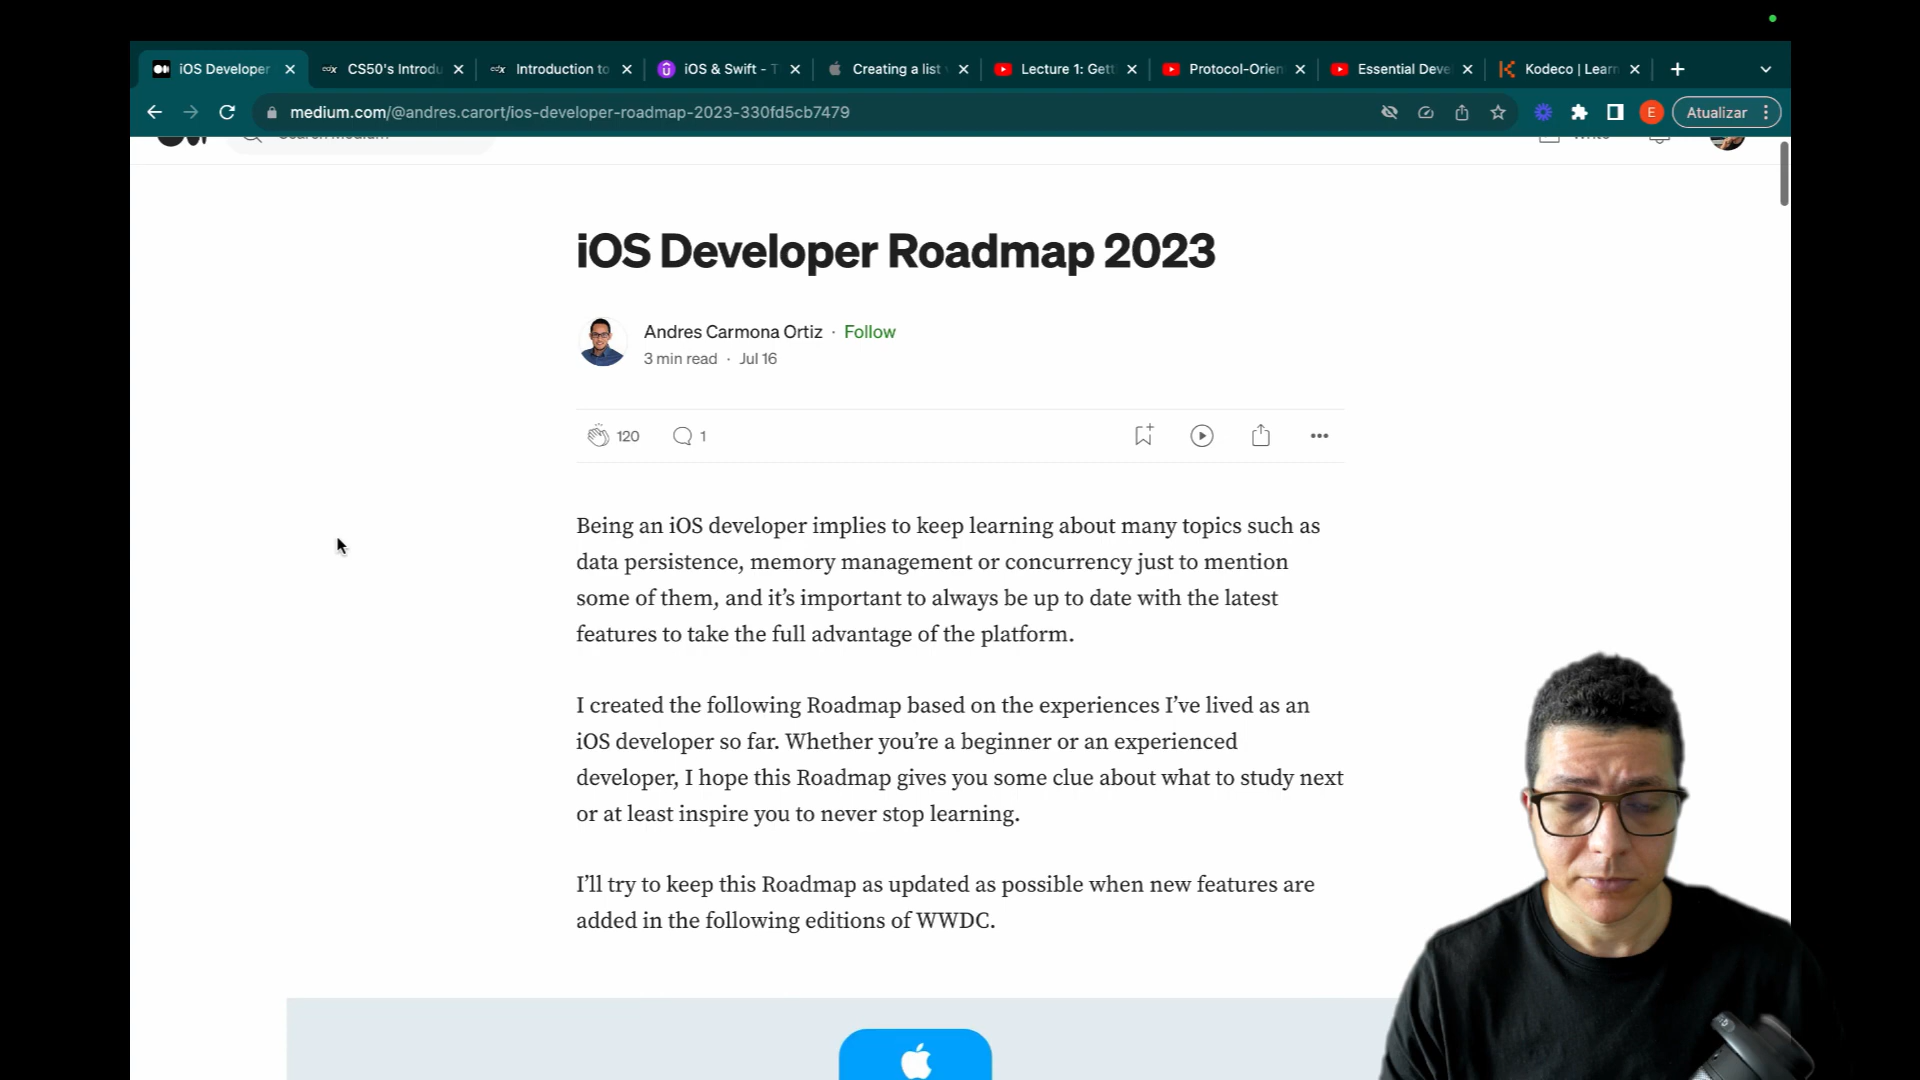 iOS Developer
CS50's Introdu
Introduction to
iOS & Swift - T
Creating a list
Lecture 1: Gett
Protocol-Orien
Essential Deve
Kodeco | Learn
medium.com/@andres.carort/ios-developer-roadmap-2023-330fd5cb7479
E
Atualizar
Search Medium
Write
iOS Developer Roadmap 2023
Andres Carmona Ortiz · Follow
3 min read · Jul 16
120
1
Being an iOS developer implies to keep learning about many topics such as
data persistence, memory management or concurrency just to mention
some of them, and it’s important to always be up to date with the latest
features to take the full advantage of the platform.
I created the following Roadmap based on the experiences I’ve lived as an
iOS developer so far. Whether you’re a beginner or an experienced
developer, I hope this Roadmap gives you some clue about what to study next
or at least inspire you to never stop learning.
I’ll try to keep this Roadmap as updated as possible when new features are
added in the following editions of WWDC.